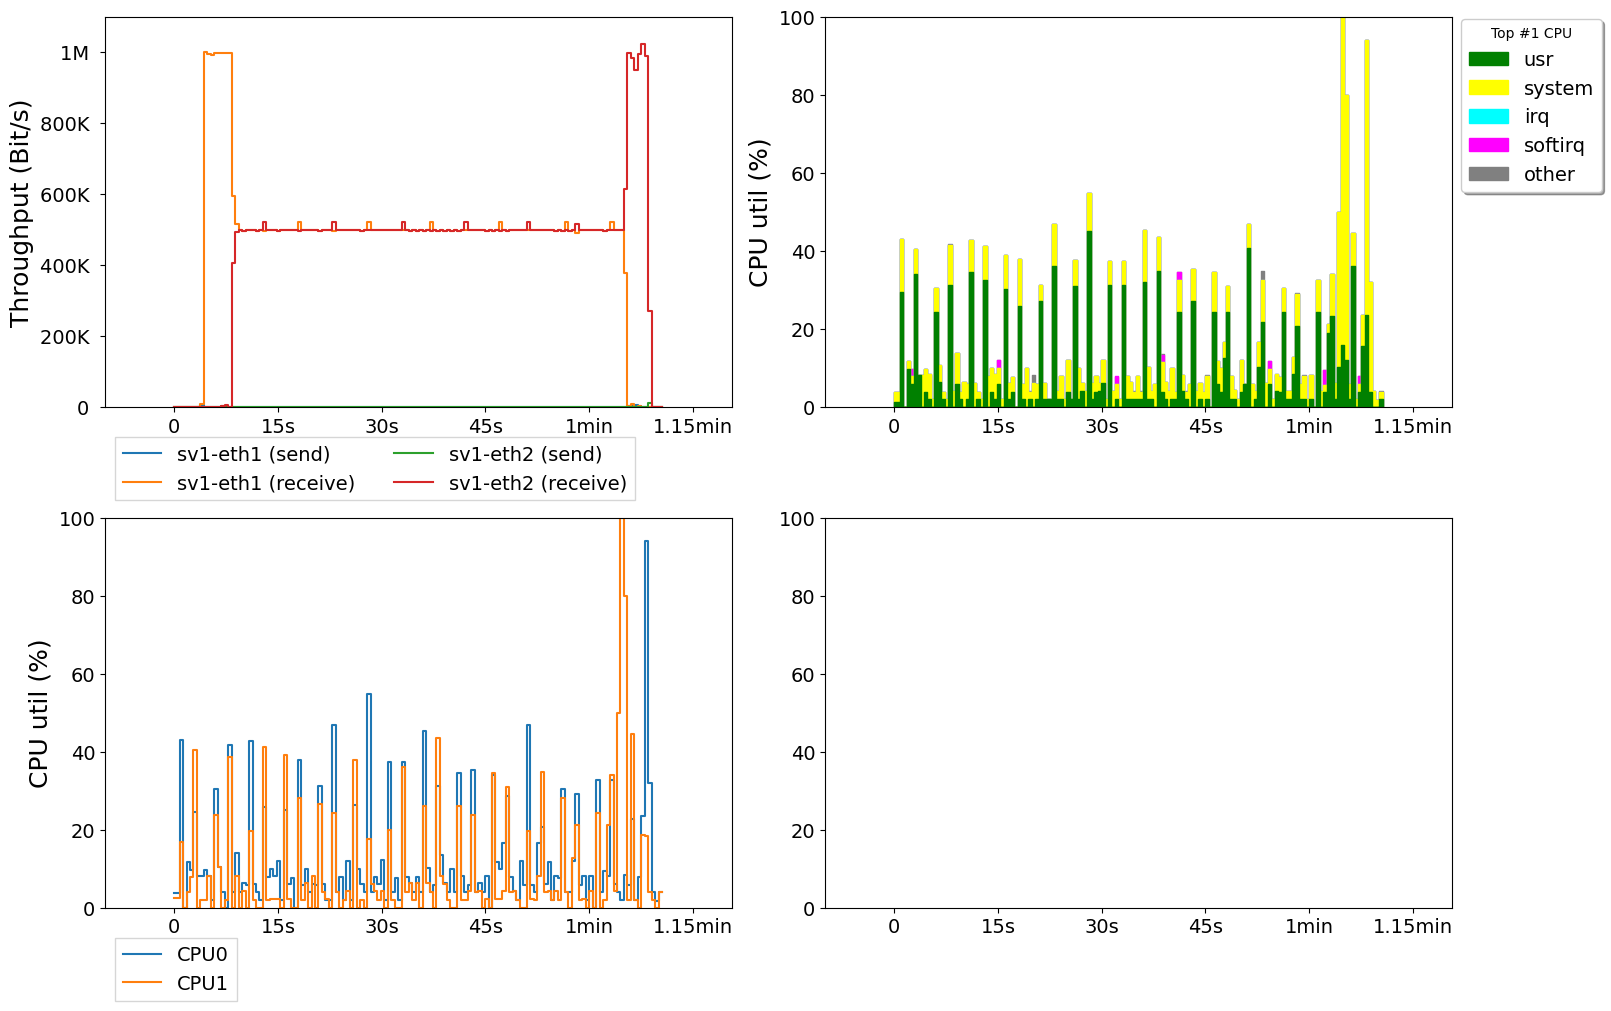 Throughput (Bit/s)
1M
800K
600K
400K
200K
0
0 15s 30s 45s 1min 1.15min
sv1-eth1 (send) sv1-eth2 (send)
sv1-eth1 (receive) sv1-eth2 (receive)
CPU util (%)
100
80
60
40
20
0
0 15s 30s 45s 1min 1.15min
Top #1 CPU
usr
system
irq
softirq
other
CPU util (%)
100
80
60
40
20
0
0 15s 30s 45s 1min 1.15min
CPU0
CPU1
100
80
60
40
20
0
0 15s 30s 45s 1min 1.15min